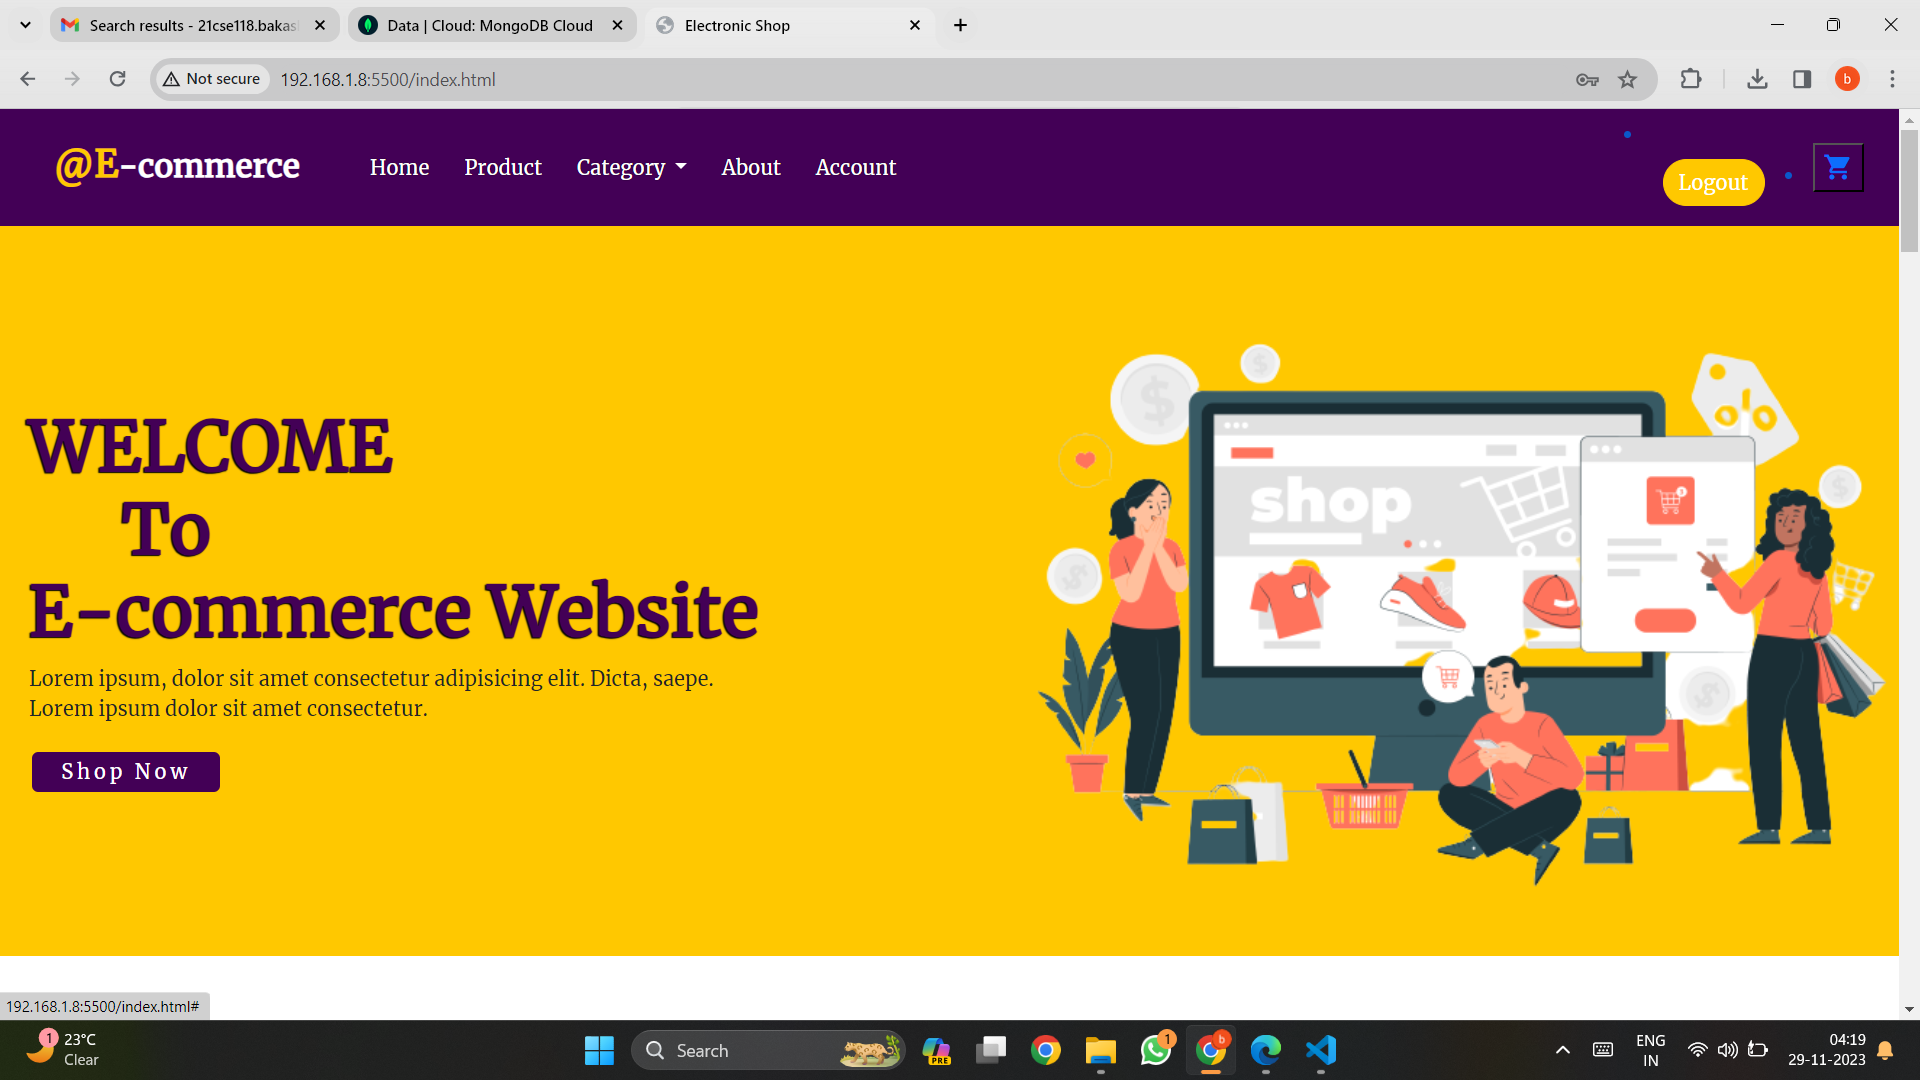 Search results - 21cse118.bakas
Data | Cloud: MongoDB Cloud
Electronic Shop
Not secure
192.168.1.8:5500/index.html
b
@E-commerce
Home
Product
Category
About
Account
Logout
WELCOME
To
E-commerce Website
Lorem ipsum, dolor sit amet consectetur adipisicing elit. Dicta, saepe.
Lorem ipsum dolor sit amet consectetur.
Shop Now
$
$
%
shop
$
$
$
192.168.1.8:5500/index.html#
1
23°C
Clear
Search
PRE
1
b
ENG
IN
04:19
29-11-2023